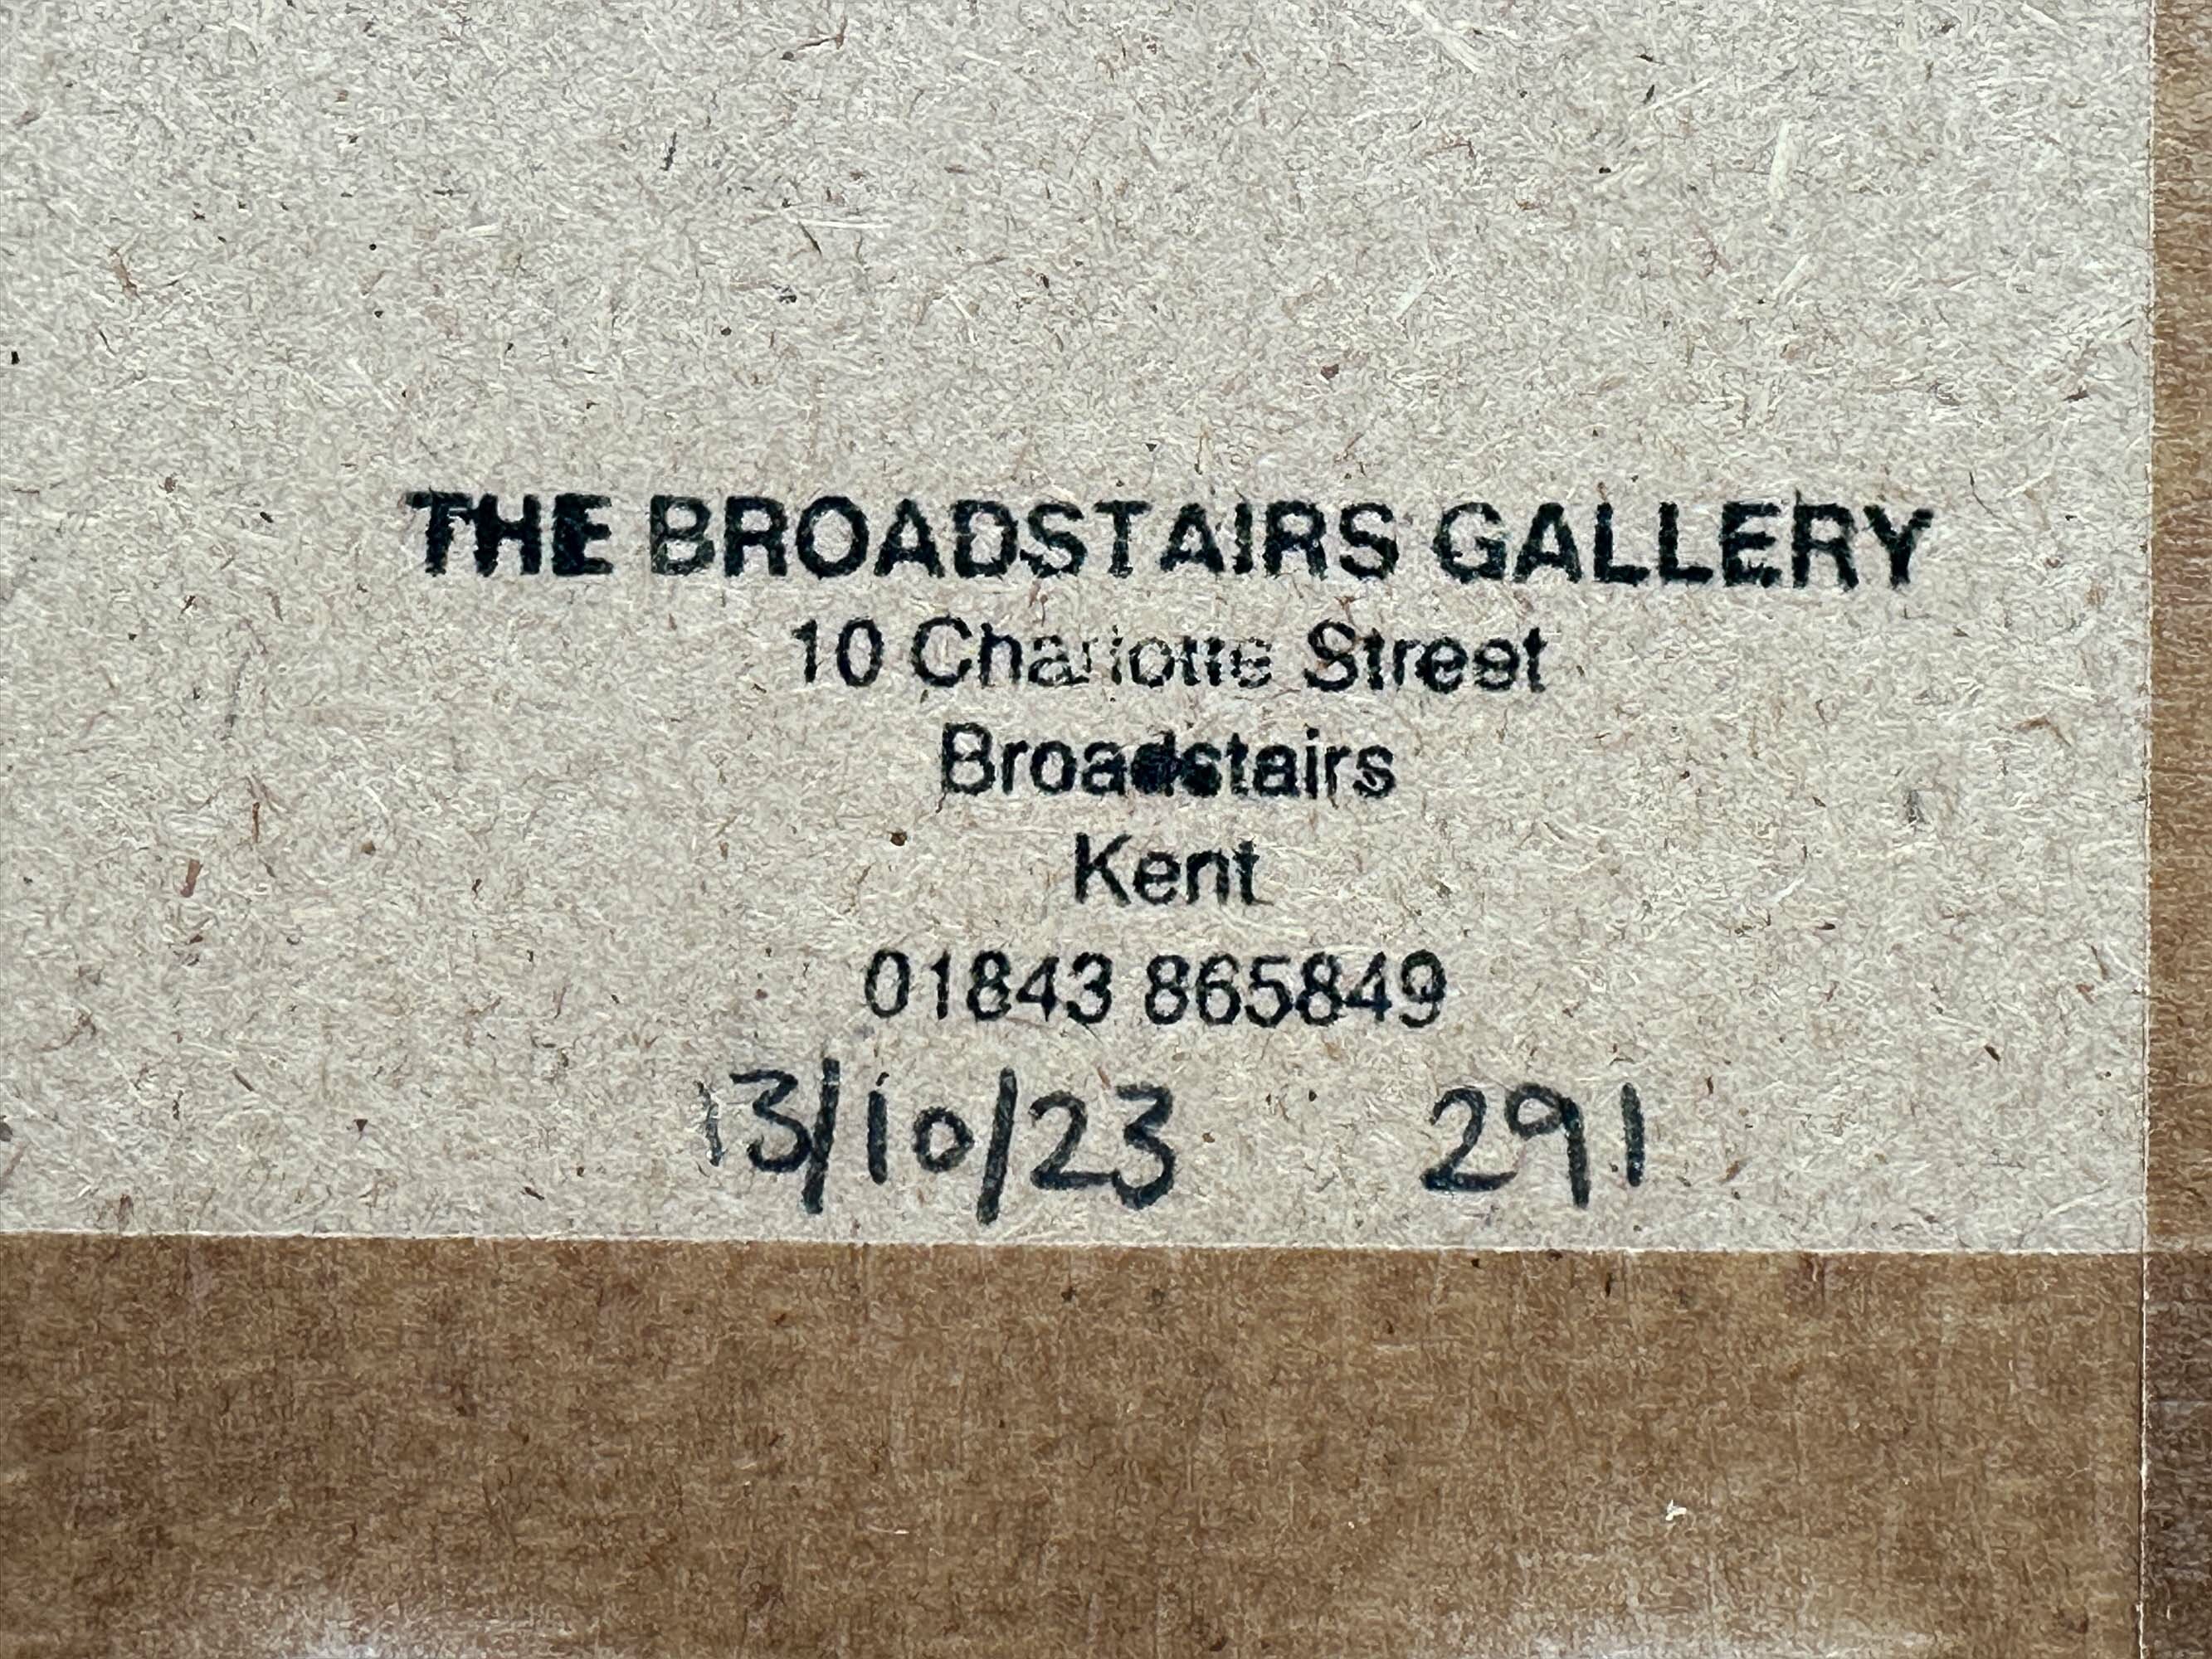 THE BROADSTAIRS GALLERY
10 Charlotte Street
Broadstairs
Kent
01843 865849
13/10/23 291